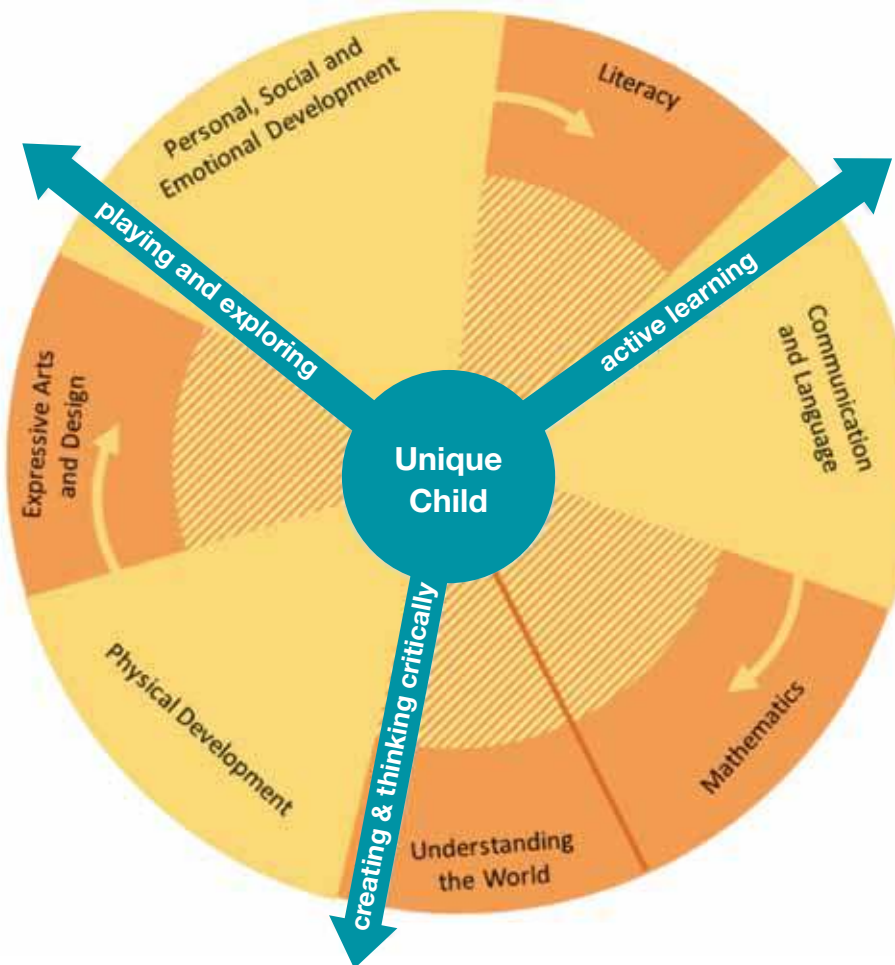 Personal, Social and
Emotional Development
Literacy
playing and exploring
active learning
Communication
and Language
Expressive Arts
and Design
Unique
Child
Physical Development
creating & thinking critically
Mathematics
Understanding
the World